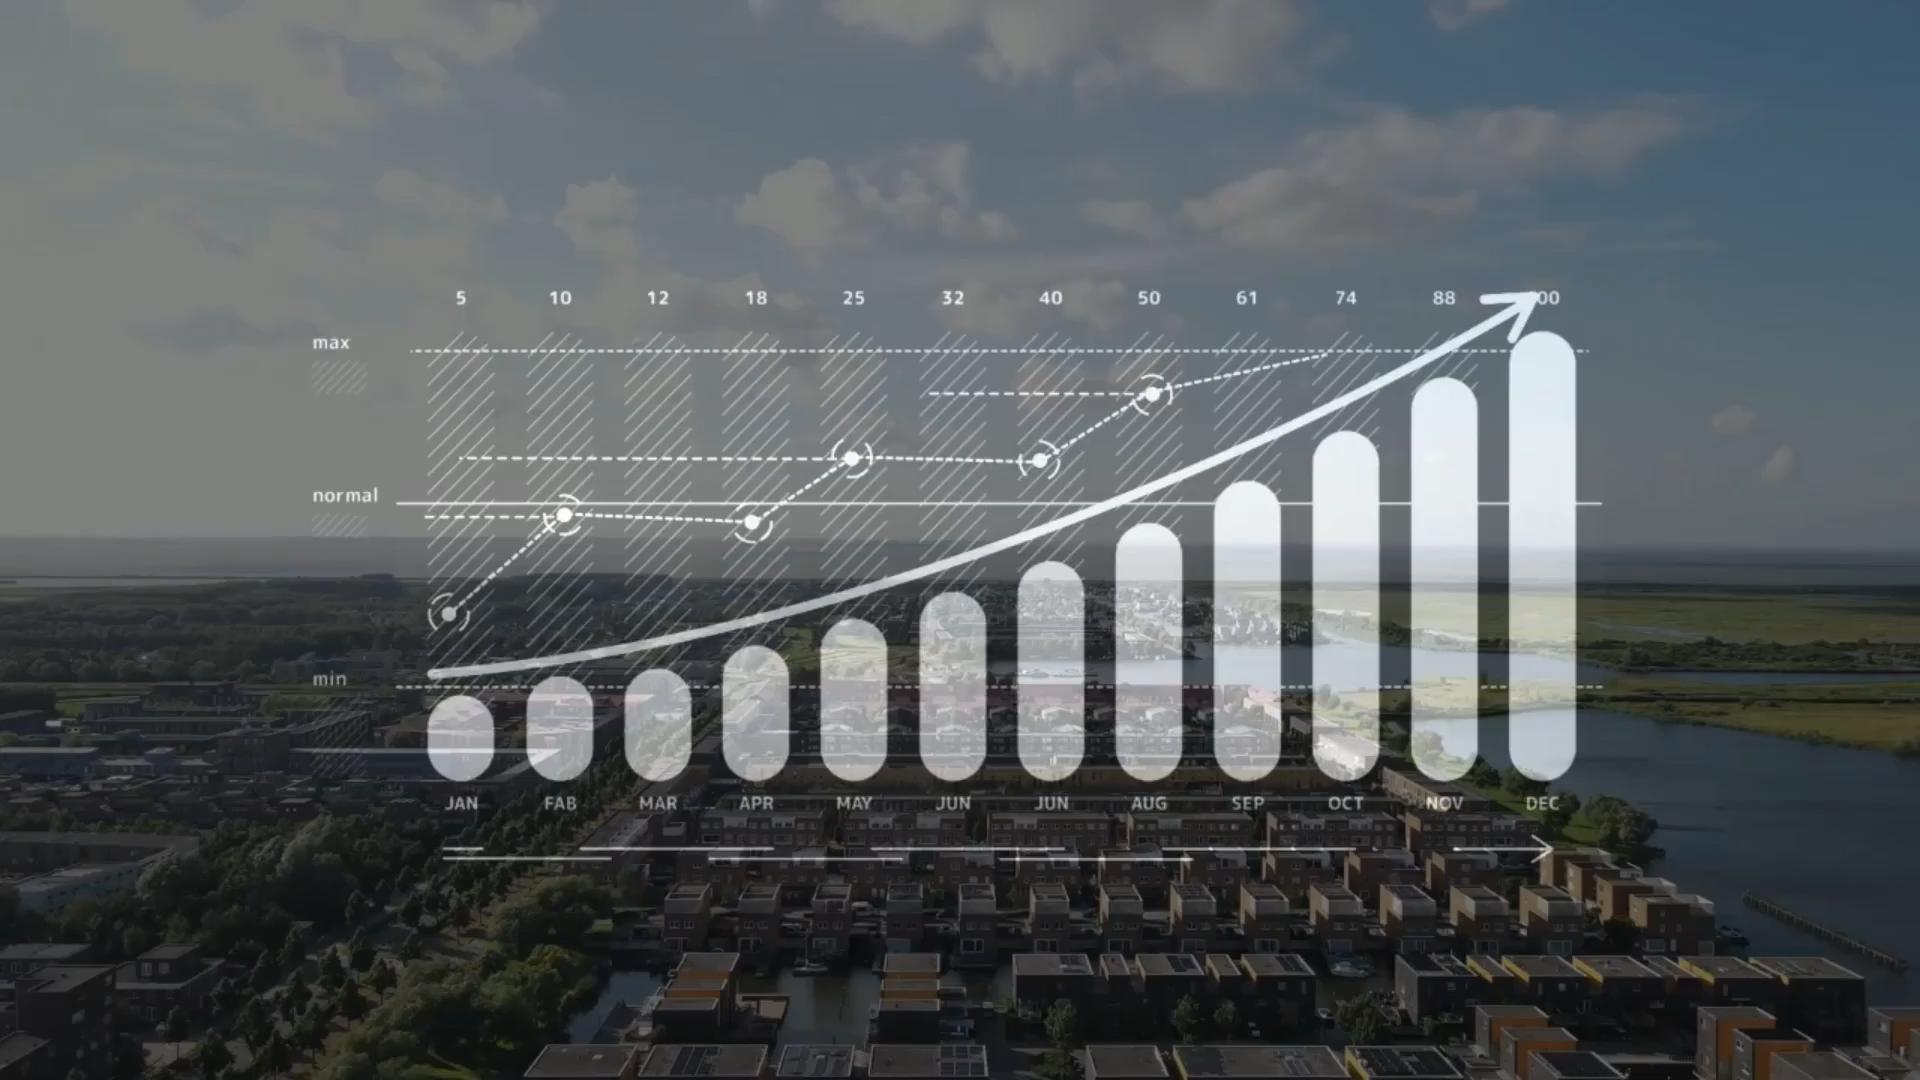 5 10 12 18 25 32 40 50 61 74 88 00
max
normal
min
JAN FAB MAR APR MAY JUN JUN AUG SEP OCT NOV DEC